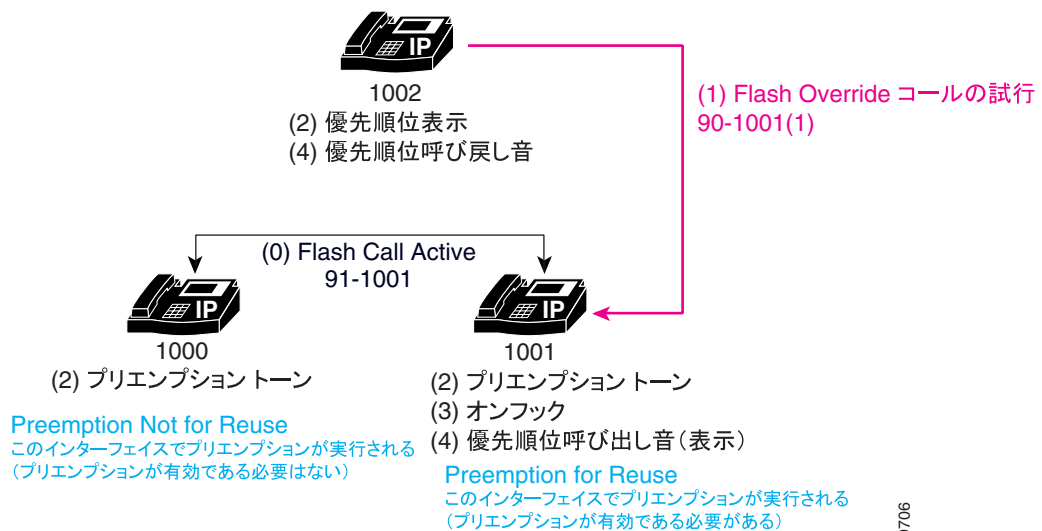 IP
1002
(2) 優先順位表示
(4) 優先順位呼び戻し音
(1) Flash Override コールの試行
90-1001(1)
(0) Flash Call Active
91-1001
IP
1000
(2) プリエンプション トーン
Preemption Not for Reuse
このインターフェイスでプリエンプションが実行される
（プリエンプションが有効である必要はない）
IP
1001
(2) プリエンプション トーン
(3) オンフック
(4) 優先順位呼び出し音（表示）
Preemption for Reuse
このインターフェイスでプリエンプションが実行される
（プリエンプションが有効である必要がある）